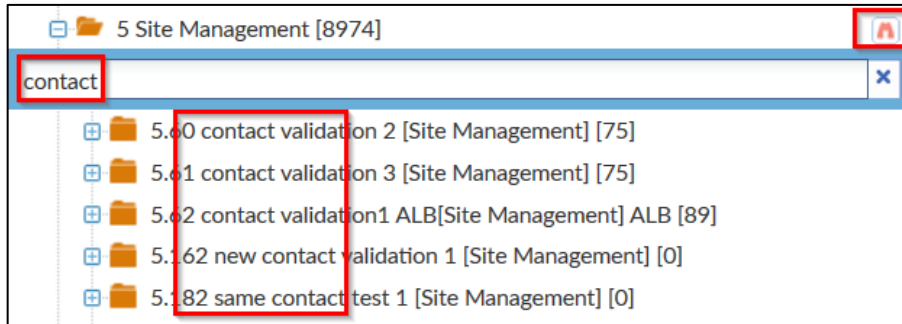 5 Site Management [8974]
contact
5.60 contact validation 2 [Site Management] [75]
5.61 contact validation 3 [Site Management] [75]
5.62 contact validation1 ALB[Site Management] ALB [89]
5.162 new contact validation 1 [Site Management] [0]
5.182 same contact test 1 [Site Management] [0]